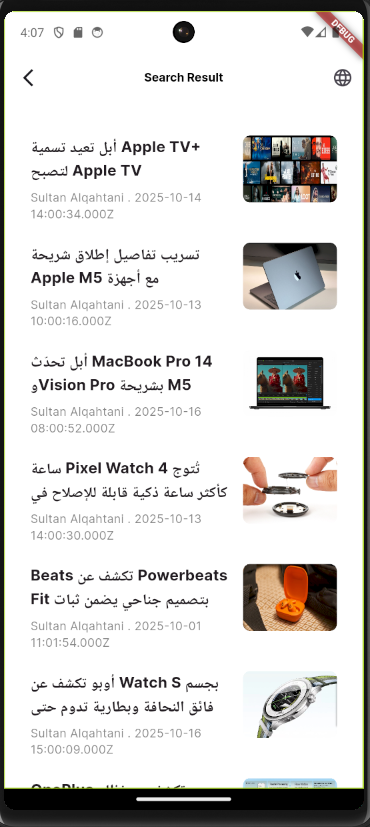 4:07
DEBUG
Search Result
أبل تعيد تسمية Apple TV+
لتصبح Apple TV
Sultan Alqahtani . 2025-10-14
14:00:34.000Z
تسريب تفاصيل إطلاق شريحة
Apple M5 مع أجهزة
Sultan Alqahtani . 2025-10-13
10:00:16.000Z
أبل تحدّث MacBook Pro 14
وVision Pro بشريحة M5
Sultan Alqahtani . 2025-10-16
08:00:52.000Z
ساعة Pixel Watch 4 تُتوج
كأكثر ساعة ذكية قابلة للإصلاح في
Sultan Alqahtani . 2025-10-13
14:00:30.000Z
Beats تكشف عن Powerbeats
Fit بتصميم جناحي يضمن ثبات
Sultan Alqahtani . 2025-10-01
11:01:54.000Z
أوبو تكشف عن Watch S بجسم
فائق النحافة وبطارية تدوم حتى
Sultan Alqahtani . 2025-10-16
15:00:09.000Z
OnePlus